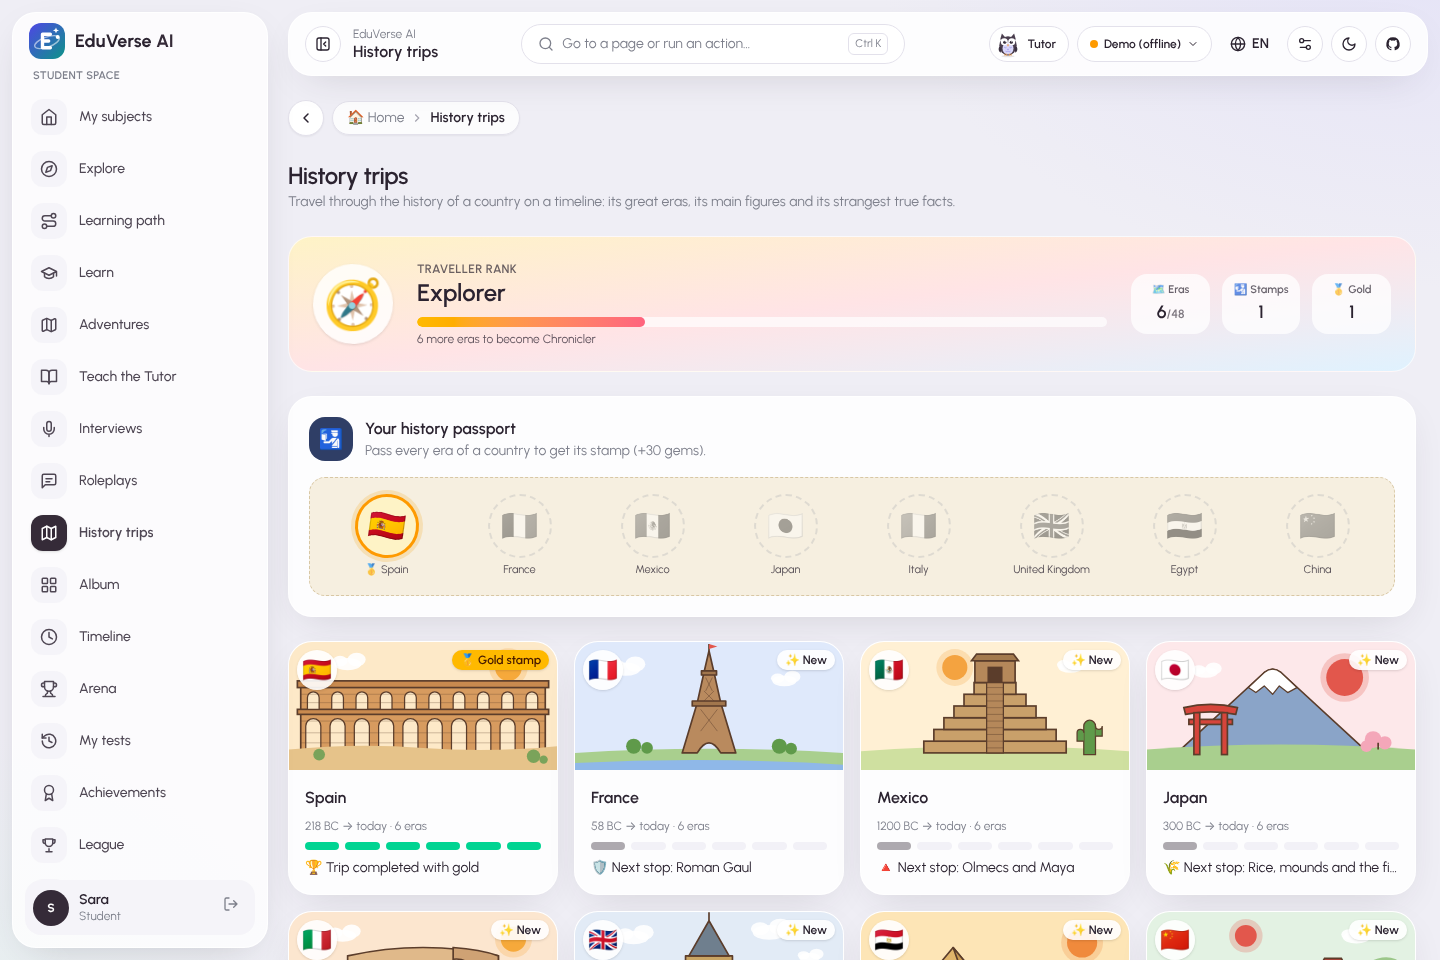 EduVerse AI
STUDENT SPACE
My subjects
Explore
Learning path
Learn
Adventures
Teach the Tutor
Interviews
Roleplays
History trips
Album
Timeline
Arena
My tests
Achievements
League
S
Sara
Student
EduVerse AI
History trips
Go to a page or run an action...
Ctrl K
Tutor
Demo (offline)
EN
Home
History trips
History trips
Travel through the history of a country on a timeline: its great eras, its main figures and its strangest true facts.
TRAVELLER RANK
Explorer
6 more eras to become Chronicler
Eras
6/48
Stamps
1
Gold
1
Your history passport
Pass every era of a country to get its stamp (+30 gems).
Spain
France
Mexico
Japan
Italy
United Kingdom
Egypt
China
Gold stamp
Spain
218 BC → today · 6 eras
Trip completed with gold
New
France
58 BC → today · 6 eras
Next stop: Roman Gaul
New
Mexico
1200 BC → today · 6 eras
Next stop: Olmecs and Maya
New
Japan
300 BC → today · 6 eras
Next stop: Rice, mounds and the fi...
New
New
New
New